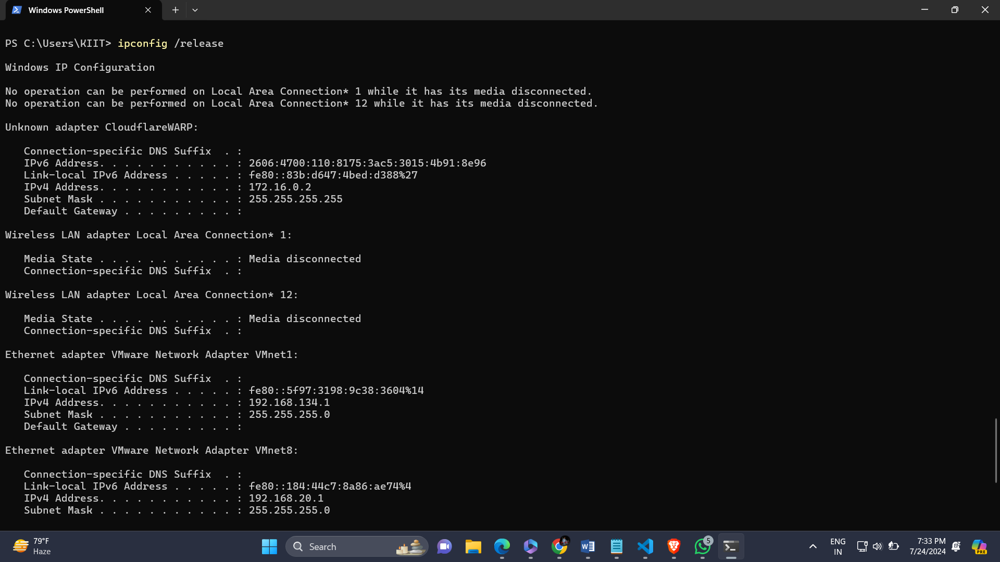 Windows PowerShell
PS C:\Users\KIIT> ipconfig /release
Windows IP Configuration
No operation can be performed on Local Area Connection* 1 while it has its media disconnected.
No operation can be performed on Local Area Connection* 12 while it has its media disconnected.
Unknown adapter CloudflareWARP:
Connection-specific DNS Suffix  . :
IPv6 Address. . . . . . . . . . . : 2606:4700:110:8175:3ac5:3015:4b91:8e96
Link-local IPv6 Address . . . . . : fe80::83b:d647:4bed:d388%27
IPv4 Address. . . . . . . . . . . : 172.16.0.2
Subnet Mask . . . . . . . . . . . : 255.255.255.255
Default Gateway . . . . . . . . . :
Wireless LAN adapter Local Area Connection* 1:
Media State . . . . . . . . . . . : Media disconnected
Connection-specific DNS Suffix  . :
Wireless LAN adapter Local Area Connection* 12:
Media State . . . . . . . . . . . : Media disconnected
Connection-specific DNS Suffix  . :
Ethernet adapter VMware Network Adapter VMnet1:
Connection-specific DNS Suffix  . :
Link-local IPv6 Address . . . . . : fe80::5f97:3198:9c38:3604%14
IPv4 Address. . . . . . . . . . . : 192.168.134.1
Subnet Mask . . . . . . . . . . . : 255.255.255.0
Default Gateway . . . . . . . . . :
Ethernet adapter VMware Network Adapter VMnet8:
Connection-specific DNS Suffix  . :
Link-local IPv6 Address . . . . . : fe80::184:44c7:8a86:ae74%4
IPv4 Address. . . . . . . . . . . : 192.168.20.1
Subnet Mask . . . . . . . . . . . : 255.255.255.0
79°F
Haze
Search
W
5
ENG
IN
7:33 PM
7/24/2024
PRE